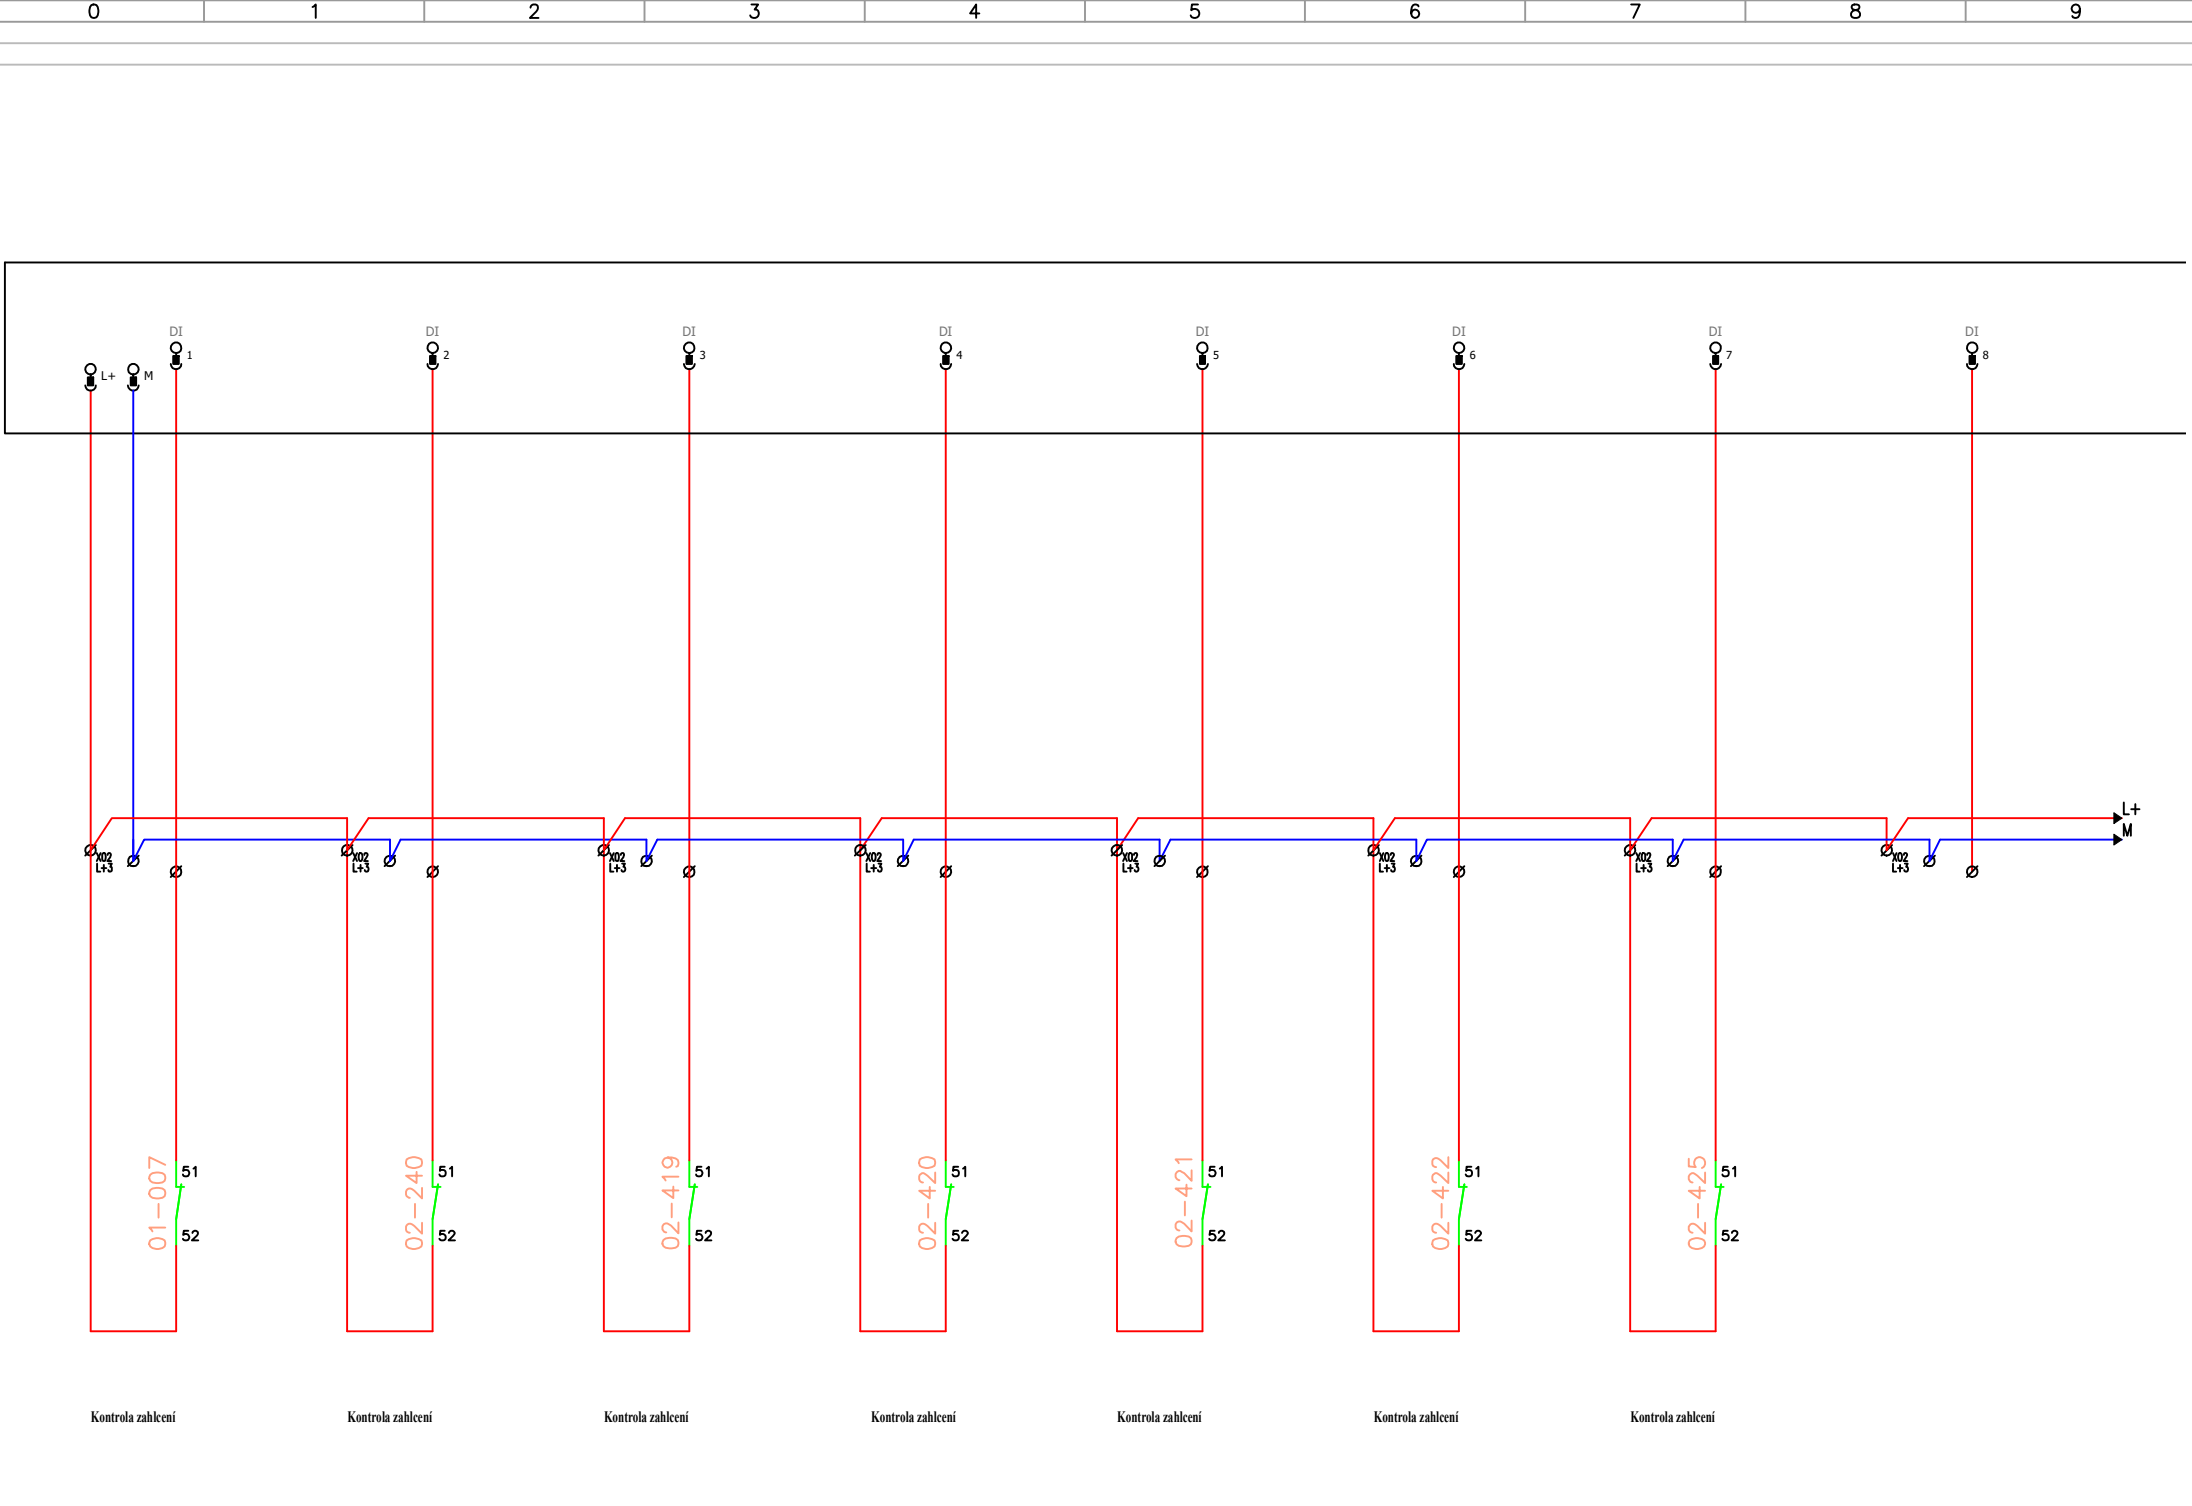 0 1 2 3 4 5 6 7 8 9
DI DI DI DI DI DI DI DI
1 2 3 4 5 6 7 8
L+ M
L+
M
X02 X02 X02 X02 X02 X02 X02 X02
L+3 L+3 L+3 L+3 L+3 L+3 L+3 L+3
01-007 02-240 02-419 02-420 02-421 02-422 02-425
51 51 51 51 51 51 51
52 52 52 52 52 52 52
Kontrola zahlcení Kontrola zahlcení Kontrola zahlcení Kontrola zahlcení Kontrola zahlcení Kontrola zahlcení Kontrola zahlcení